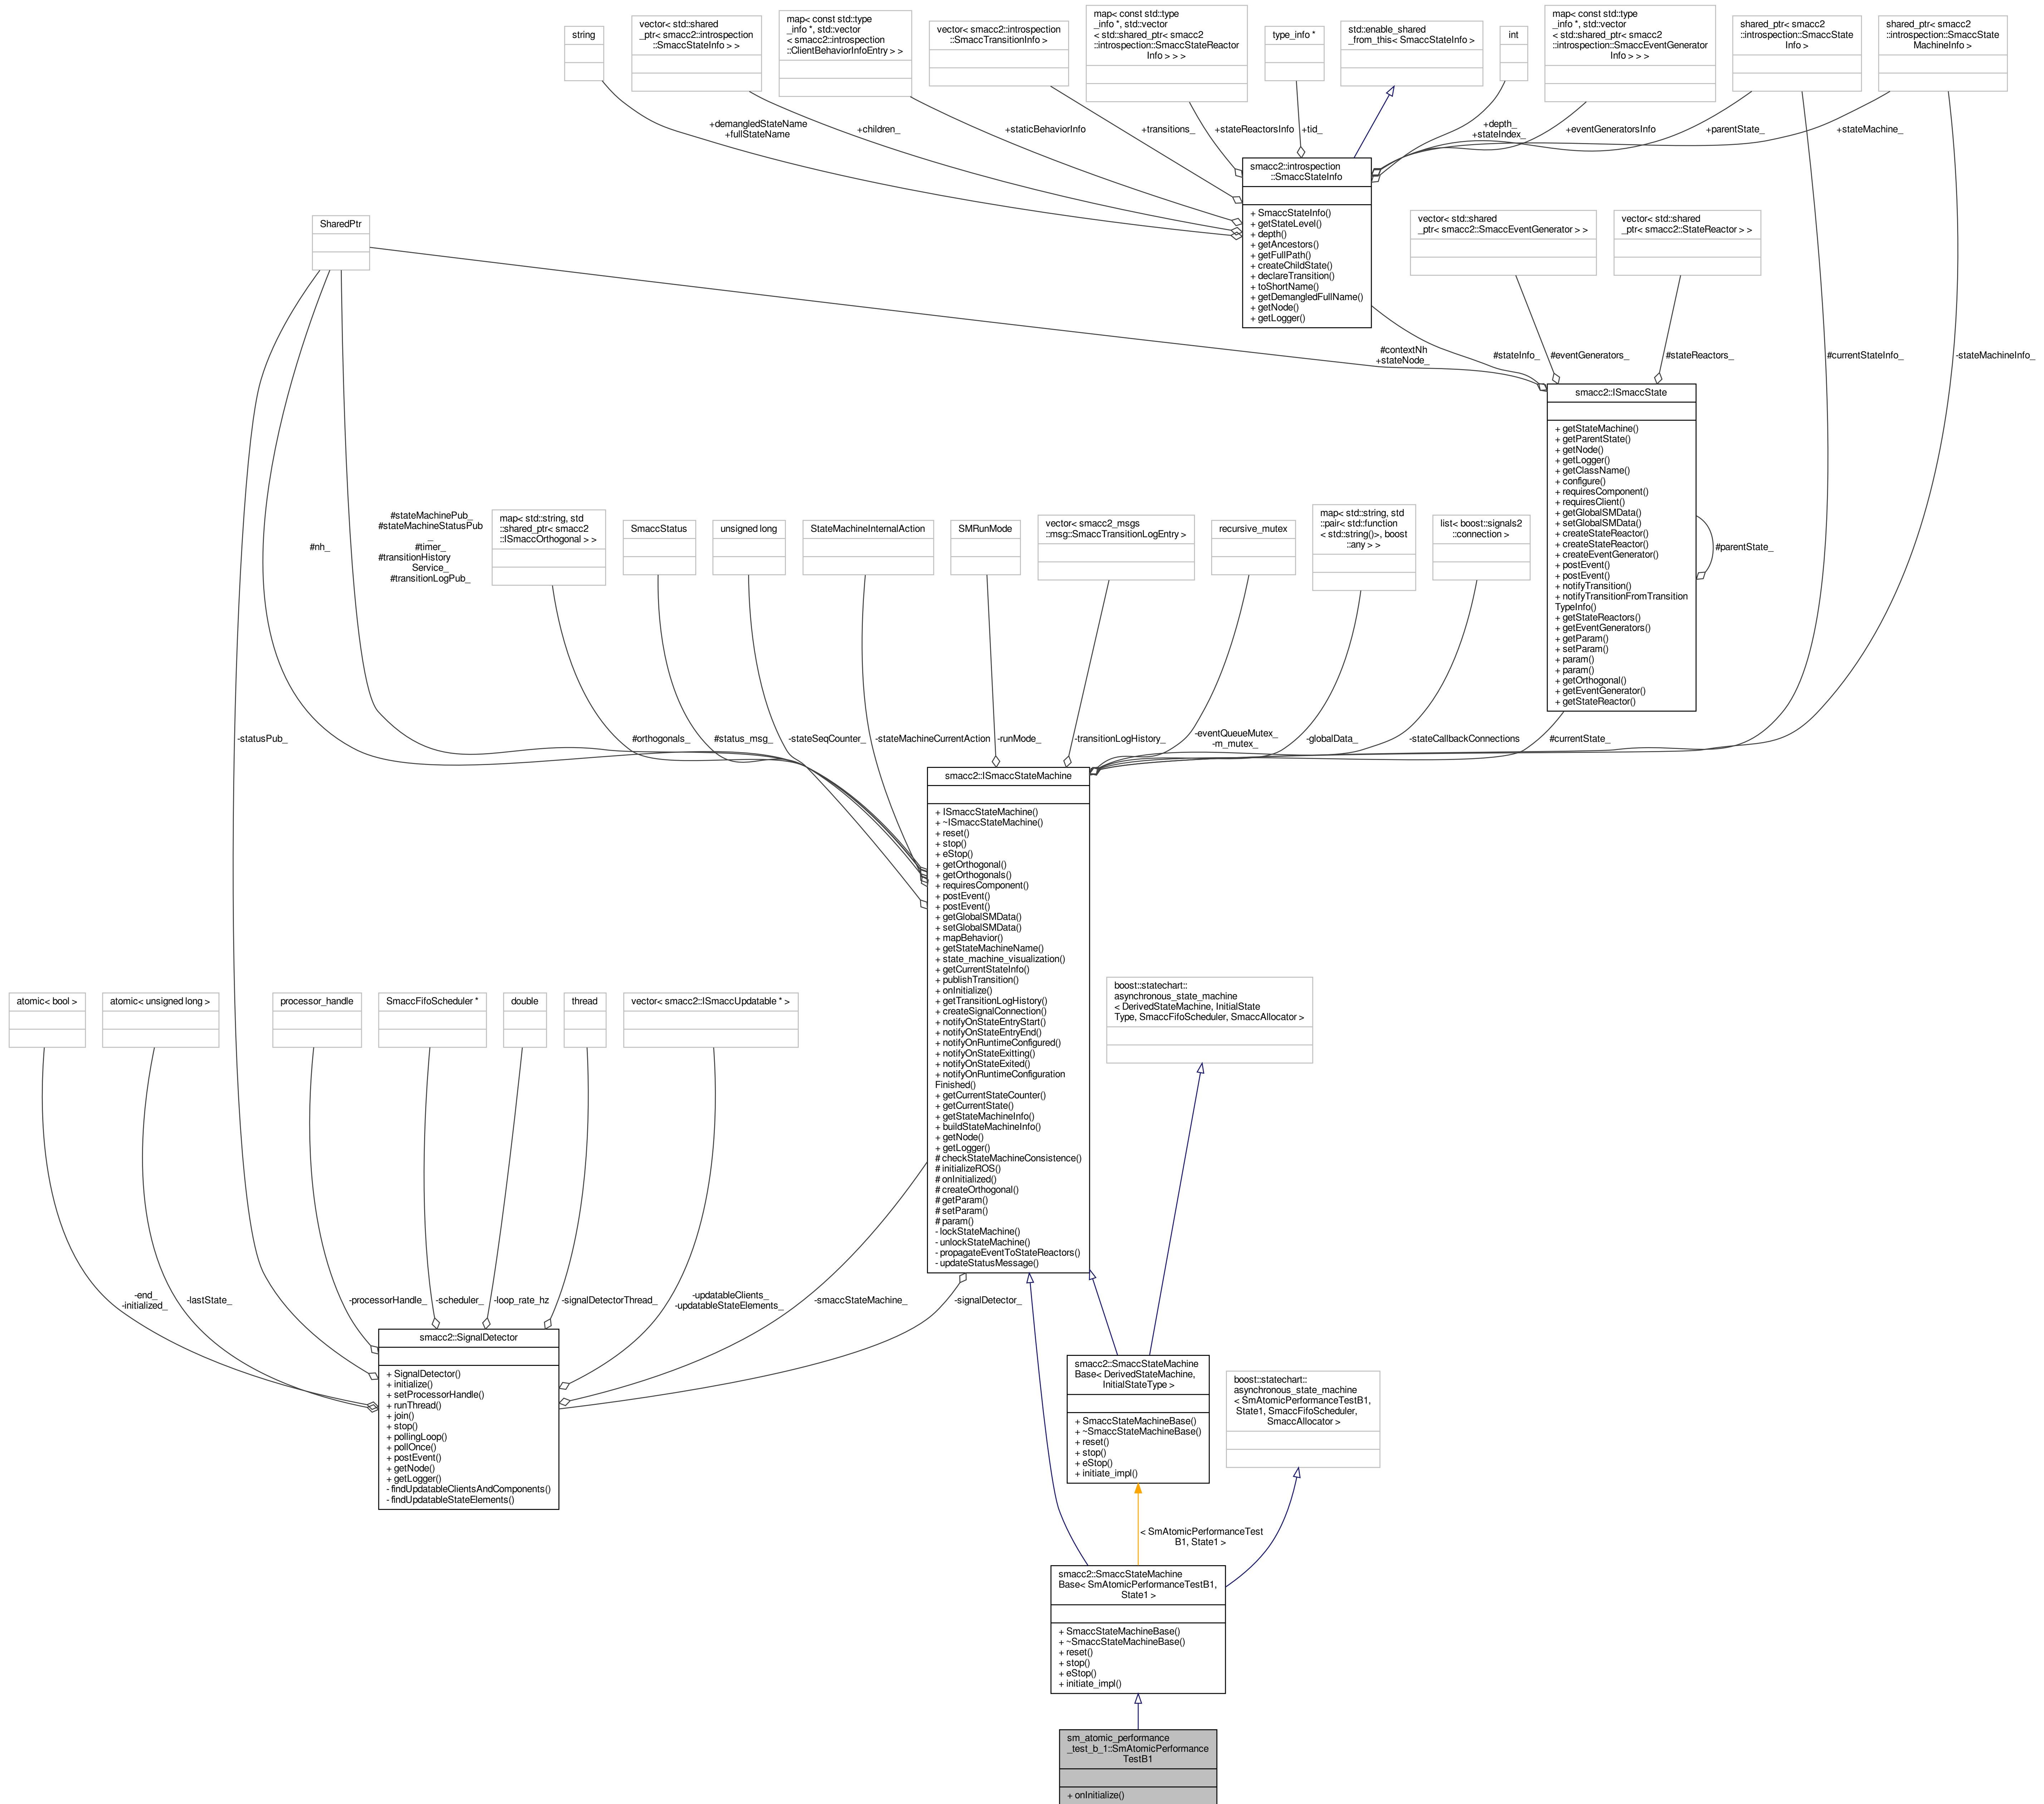 string
vector< std::shared
_ptr< smacc2::introspection
::SmaccStateInfo > >
map< const std::type
_info *, std::vector
< smacc2::introspection
::ClientBehaviorInfoEntry > >
vector< smacc2::introspection
::SmaccTransitionInfo >
map< const std::type
_info *, std::vector
< std::shared_ptr< smacc2
::introspection::SmaccStateReactor
Info > > >
type_info *
std::enable_shared
_from_this< SmaccStateInfo >
int
map< const std::type
_info *, std::vector
< std::shared_ptr< smacc2
::introspection::SmaccEventGenerator
Info > > >
shared_ptr< smacc2
::introspection::SmaccState
Info >
shared_ptr< smacc2
::introspection::SmaccState
MachineInfo >
+demangledStateName
+fullStateName
+children_
+staticBehaviorInfo
+transitions_
+stateReactorsInfo
+tid_
+depth_
+stateIndex_
+eventGeneratorsInfo
+parentState_
+stateMachine_
smacc2::introspection
::SmaccStateInfo
+ SmaccStateInfo()
+ getStateLevel()
+ depth()
+ getAncestors()
+ getFullPath()
+ createChildState()
+ declareTransition()
+ toShortName()
+ getDemangledFullName()
+ getNode()
+ getLogger()
SharedPtr
vector< std::shared
_ptr< smacc2::SmaccEventGenerator > >
vector< std::shared
_ptr< smacc2::StateReactor > >
#contextNh
+stateNode_
#stateInfo_
#eventGenerators_
#stateReactors_
#currentStateInfo_
-stateMachineInfo_
smacc2::ISmaccState
+ getStateMachine()
+ getParentState()
+ getNode()
+ getLogger()
+ getClassName()
+ configure()
+ requiresComponent()
+ requiresClient()
+ getGlobalSMData()
+ setGlobalSMData()
+ createStateReactor()
+ createStateReactor()
+ createEventGenerator()
+ postEvent()
+ postEvent()
+ notifyTransition()
+ notifyTransitionFromTransition
TypeInfo()
+ getStateReactors()
+ getEventGenerators()
+ getParam()
+ setParam()
+ param()
+ param()
+ getOrthogonal()
+ getEventGenerator()
+ getStateReactor()
#parentState_
#nh_
#stateMachinePub_
#stateMachineStatusPub
_
#timer_
#transitionHistory
Service_
#transitionLogPub_
map< std::string, std
::shared_ptr< smacc2
::ISmaccOrthogonal > >
SmaccStatus
unsigned long
StateMachineInternalAction
SMRunMode
vector< smacc2_msgs
::msg::SmaccTransitionLogEntry >
recursive_mutex
map< std::string, std
::pair< std::function
< std::string()>, boost
::any > >
list< boost::signals2
::connection >
-statusPub_
#orthogonals_
#status_msg_
-stateSeqCounter_
-stateMachineCurrentAction
-runMode_
-transitionLogHistory_
-eventQueueMutex_
-m_mutex_
-globalData_
-stateCallbackConnections
#currentState_
smacc2::ISmaccStateMachine
+ ISmaccStateMachine()
+ ~ISmaccStateMachine()
+ reset()
+ stop()
+ eStop()
+ getOrthogonal()
+ getOrthogonals()
+ requiresComponent()
+ postEvent()
+ postEvent()
+ getGlobalSMData()
+ setGlobalSMData()
+ mapBehavior()
+ getStateMachineName()
+ state_machine_visualization()
+ getCurrentStateInfo()
+ publishTransition()
+ onInitialize()
+ getTransitionLogHistory()
+ createSignalConnection()
+ notifyOnStateEntryStart()
+ notifyOnStateEntryEnd()
+ notifyOnRuntimeConfigured()
+ notifyOnStateExitting()
+ notifyOnStateExited()
+ notifyOnRuntimeConfiguration
Finished()
+ getCurrentStateCounter()
+ getCurrentState()
+ getStateMachineInfo()
+ buildStateMachineInfo()
+ getNode()
+ getLogger()
# checkStateMachineConsistence()
# initializeROS()
# onInitialized()
# createOrthogonal()
# getParam()
# setParam()
# param()
- lockStateMachine()
- unlockStateMachine()
- propagateEventToStateReactors()
- updateStatusMessage()
atomic< bool >
atomic< unsigned long >
processor_handle
SmaccFifoScheduler *
double
thread
vector< smacc2::ISmaccUpdatable * >
boost::statechart::
asynchronous_state_machine
< DerivedStateMachine, InitialState
Type, SmaccFifoScheduler, SmaccAllocator >
-end_
-initialized_
-lastState_
-processorHandle_
-scheduler_
-loop_rate_hz
-signalDetectorThread_
-updatableClients_
-updatableStateElements_
-smaccStateMachine_
-signalDetector_
smacc2::SignalDetector
+ SignalDetector()
+ initialize()
+ setProcessorHandle()
+ runThread()
+ join()
+ stop()
+ pollingLoop()
+ pollOnce()
+ postEvent()
+ getNode()
+ getLogger()
- findUpdatableClientsAndComponents()
- findUpdatableStateElements()
smacc2::SmaccStateMachine
Base< DerivedStateMachine,
InitialStateType >
+ SmaccStateMachineBase()
+ ~SmaccStateMachineBase()
+ reset()
+ stop()
+ eStop()
+ initiate_impl()
boost::statechart::
asynchronous_state_machine
< SmAtomicPerformanceTestB1,
State1, SmaccFifoScheduler,
SmaccAllocator >
< SmAtomicPerformanceTest
B1, State1 >
smacc2::SmaccStateMachine
Base< SmAtomicPerformanceTestB1,
State1 >
+ SmaccStateMachineBase()
+ ~SmaccStateMachineBase()
+ reset()
+ stop()
+ eStop()
+ initiate_impl()
sm_atomic_performance
_test_b_1::SmAtomicPerformance
TestB1
+ onInitialize()